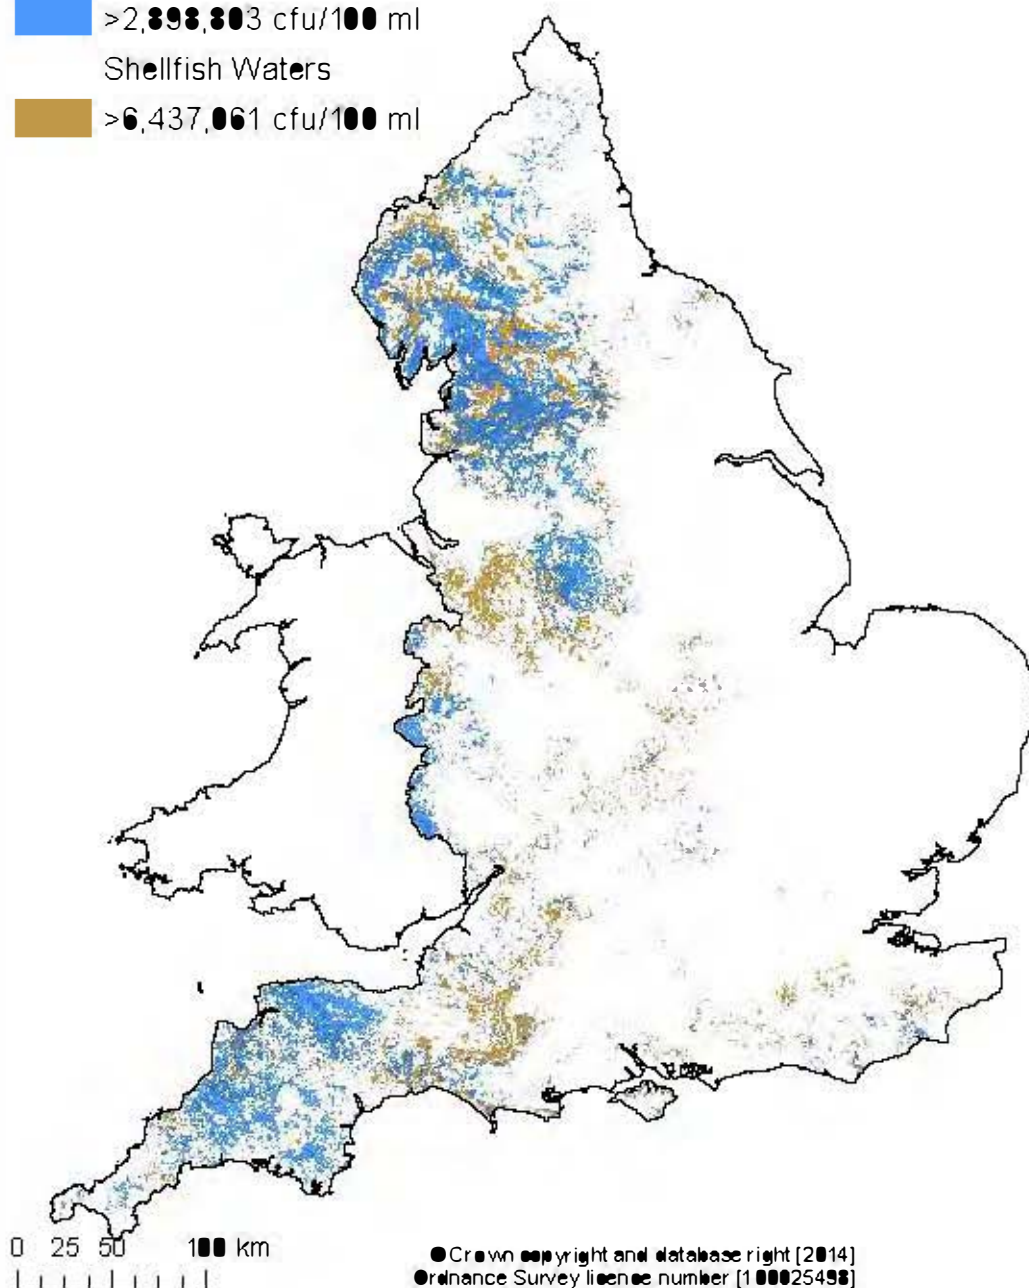 >2,898,803 cfu/100 ml
Shellfish Waters
>6,437,061 cfu/100 ml
0 25 50 100 km
©Crown copyright and database right [2014]
Ordnance Survey licence number [100025498]